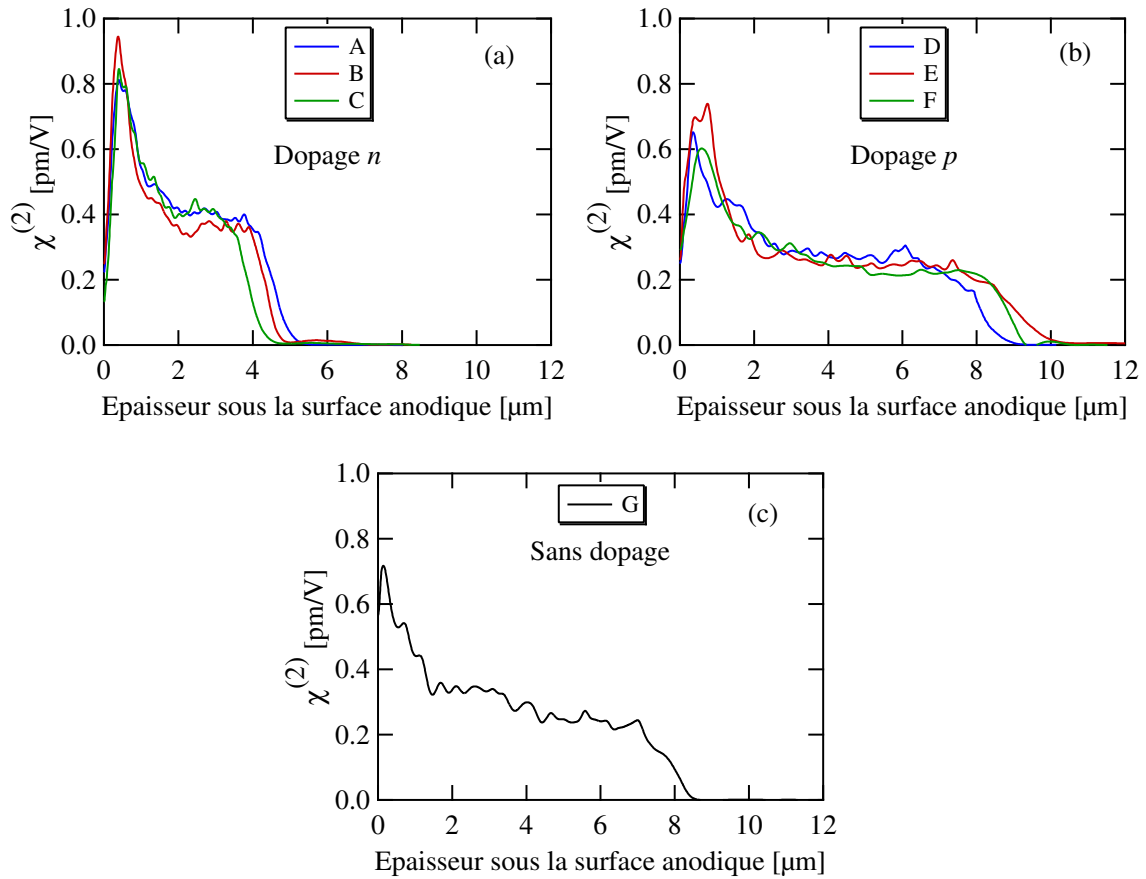 1.0
0.8
0.6
0.4
0.2
0.0
χ(2) [pm/V]
A
B
C
(a)
Dopage n
0 2 4 6 8 10 12
Epaisseur sous la surface anodique [µm]
1.0
0.8
0.6
0.4
0.2
0.0
χ(2) [pm/V]
D
E
F
(b)
Dopage p
0 2 4 6 8 10 12
Epaisseur sous la surface anodique [µm]
1.0
0.8
0.6
0.4
0.2
0.0
χ(2) [pm/V]
G
(c)
Sans dopage
0 2 4 6 8 10 12
Epaisseur sous la surface anodique [µm]